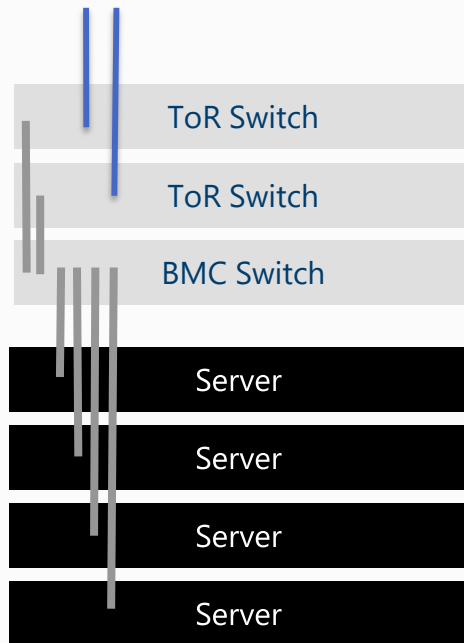 ToR Switch
ToR Switch
BMC Switch
Server
Server
Server
Server